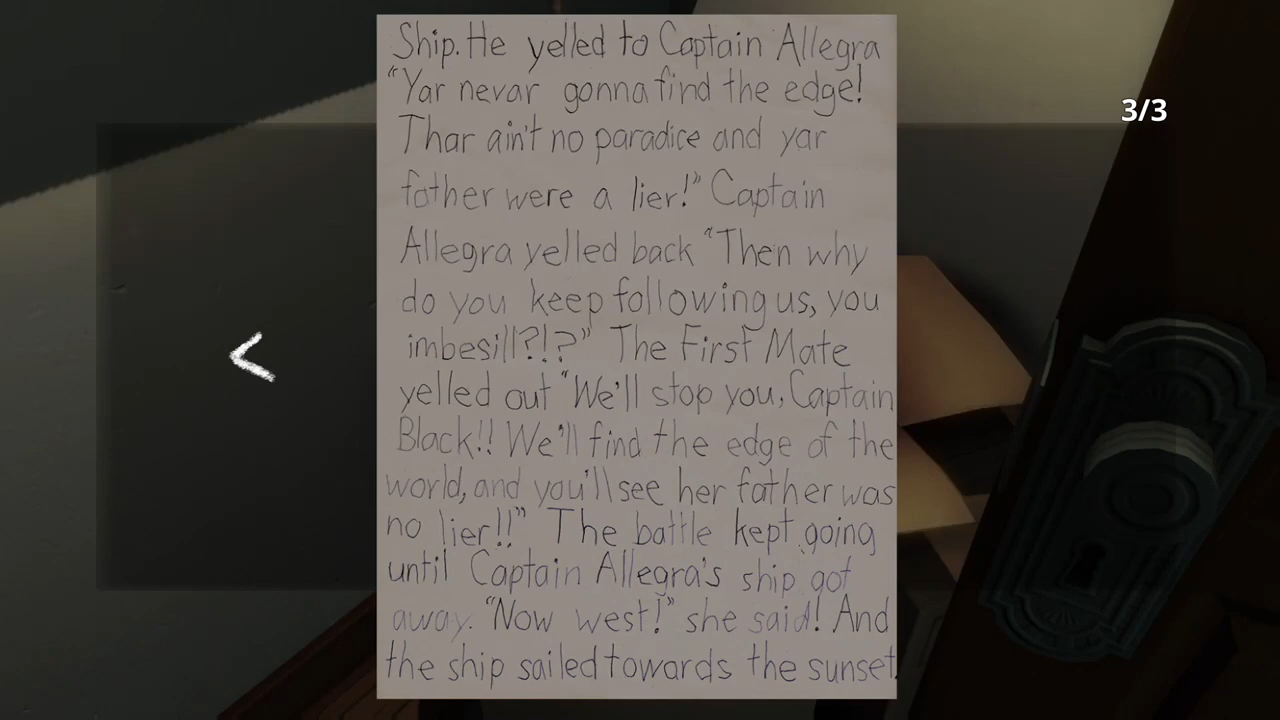 Ship. He yelled to Captain Allegra
"Yar nevar gonna find the edge!
3/3
Thar ain't no paradice and yar
father were a lier!" Captain
Allegra yelled back "Then why
do you keep following us, you
imbesill?!?" The First Mate
yelled out "We'll stop you, Captain
Black!! We'll find the edge of the
world, and you'll see her father was
no lier!!" The battle kept going
until Captain Allegra's ship got
away. "Now west!" she said! And
the ship sailed towards the sunset.